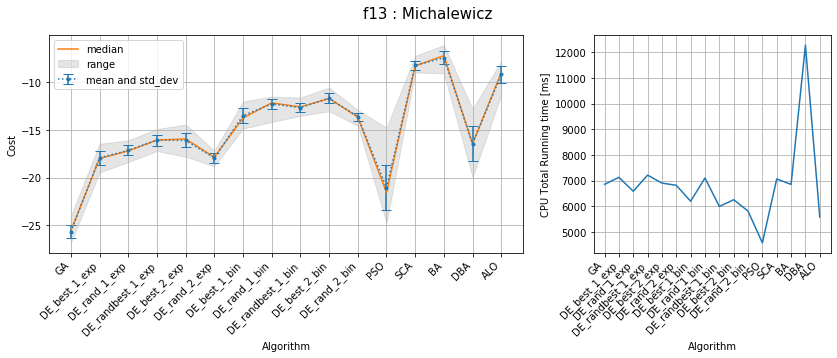 f13 : Michalewicz
median
range
mean and std_dev
Cost
−10
−15
−20
−25
GA
DE_best_1_exp
DE_rand_1_exp
DE_randbest_1_exp
DE_best_2_exp
DE_rand_2_exp
DE_best_1_bin
DE_rand_1_bin
DE_randbest_1_bin
DE_best_2_bin
DE_rand_2_bin
PSO
SCA
BA
DBA
ALO
Algorithm
CPU Total Running time [ms]
12000
11000
10000
9000
8000
7000
6000
5000
GA
DE_best_1_exp
DE_rand_1_exp
DE_randbest_1_exp
DE_best_2_exp
DE_rand_2_exp
DE_best_1_bin
DE_rand_1_bin
DE_randbest_1_bin
DE_best_2_bin
DE_rand_2_bin
PSO
SCA
BA
DBA
ALO
Algorithm